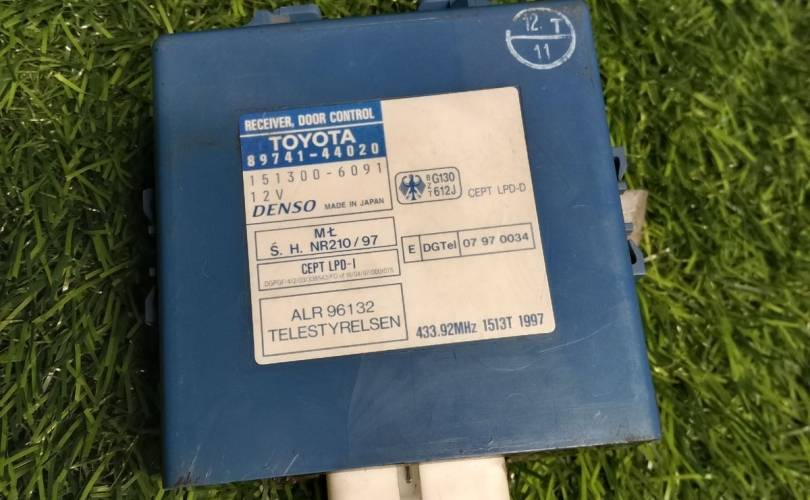 12. T
11
RECEIVER, DOOR CONTROL
TOYOTA
89741-44020
151300-6091
12V
DENSO MADE IN JAPAN
MŁ
Ś. H. NR210/97
CEPT LPD-I
ALR 96132
TELESTYRELSEN
BZT G130 612J CEPT LPD-D
E DGTel 07 97 0034
433.92MHz 1513T 1997